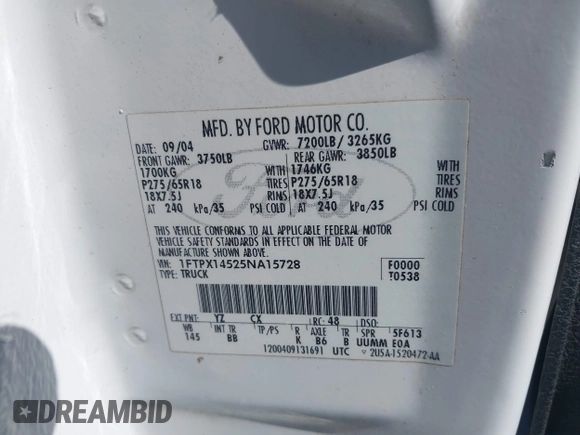 MFD. BY FORD MOTOR CO.
DATE: 09/04 GVWR: 7200LB/ 3265KG
FRONT GAWR: 3750LB REAR GAWR: 3850LB
1700KG WITH 1746KG WITH
P275/65R18 TIRES P275/65R18 TIRES
18X7.5J RIMS 18X7.5J RIMS
AT 240 kPa/35 PSI COLD AT 240 kPa/35 PSI COLD
THIS VEHICLE CONFORMS TO ALL APPLICABLE FEDERAL MOTOR
VEHICLE SAFETY STANDARDS IN EFFECT ON THE DATE OF
MANUFACTURE SHOWN ABOVE.
VIN: 1FTPX14525NA15728 F0000
TYPE: TRUCK T0538
Ford
EXT PNT: YZ CX RC: 48 DSO:
WB INT TR TP/PS R AXLE TR SPR 5F613
145 BB K B6 B UUMM E0A
1200409131691 UTC 2U5A-1520472-AA
DREAMBID